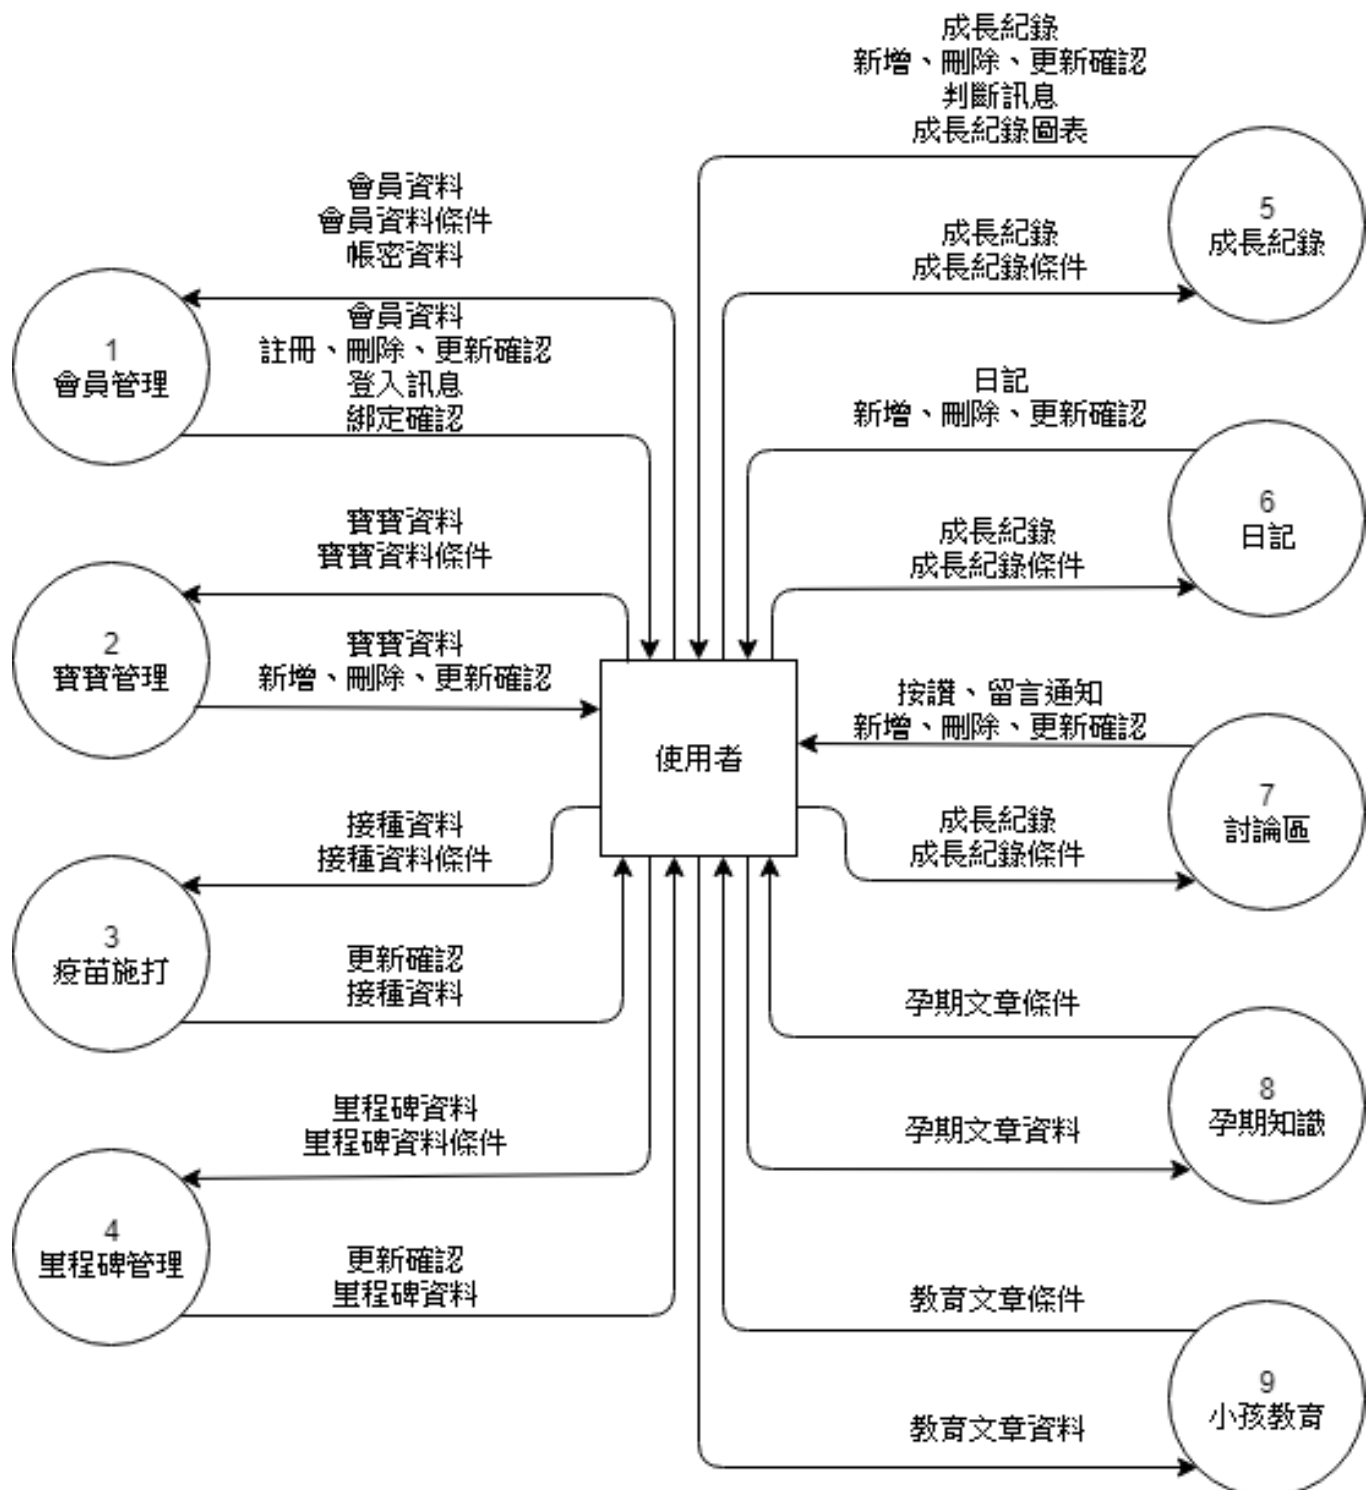 會員資料
會員資料條件
帳密資料
1
會員管理
會員資料
註冊、刪除、更新確認
登入訊息
綁定確認
寶寶資料
寶寶資料條件
2
寶寶管理
寶寶資料
新增、刪除、更新確認
接種資料
接種資料條件
3
疫苗施打
更新確認
接種資料
里程碑資料
里程碑資料條件
4
里程碑管理
更新確認
里程碑資料
使用者
成長紀錄
新增、刪除、更新確認
判斷訊息
成長紀錄圖表
5
成長紀錄
成長紀錄
成長紀錄條件
日記
新增、刪除、更新確認
6
日記
成長紀錄
成長紀錄條件
按讚、留言通知
新增、刪除、更新確認
7
討論區
成長紀錄
成長紀錄條件
孕期文章條件
8
孕期知識
孕期文章資料
教育文章條件
9
小孩教育
教育文章資料